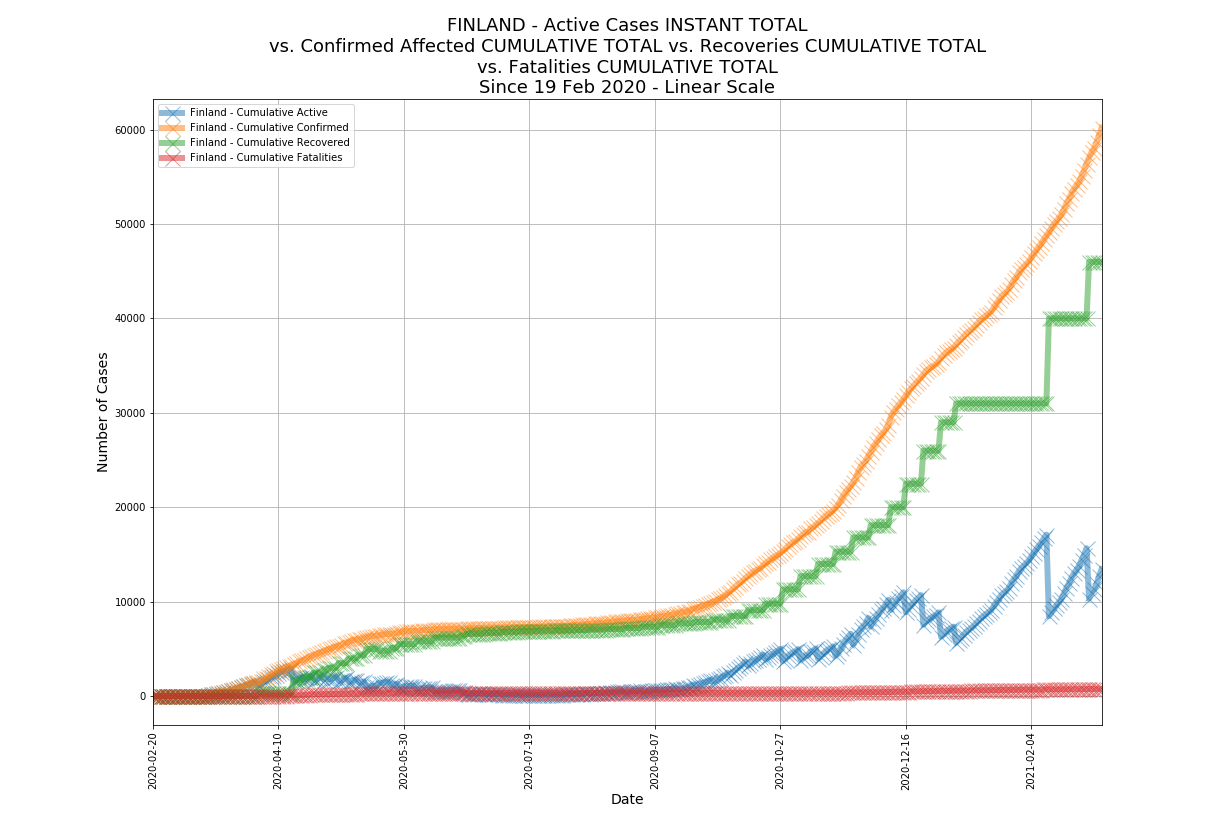 FINLAND - Active Cases INSTANT TOTAL
vs. Confirmed Affected CUMULATIVE TOTAL vs. Recoveries CUMULATIVE TOTAL
vs. Fatalities CUMULATIVE TOTAL
Since 19 Feb 2020 - Linear Scale
Finland - Cumulative Active
Finland - Cumulative Confirmed
Finland - Cumulative Recovered
Finland - Cumulative Fatalities
Number of Cases
60000
50000
40000
30000
20000
10000
0
2020-02-20
2020-04-10
2020-05-30
2020-07-19
2020-09-07
2020-10-27
2020-12-16
2021-02-04
Date